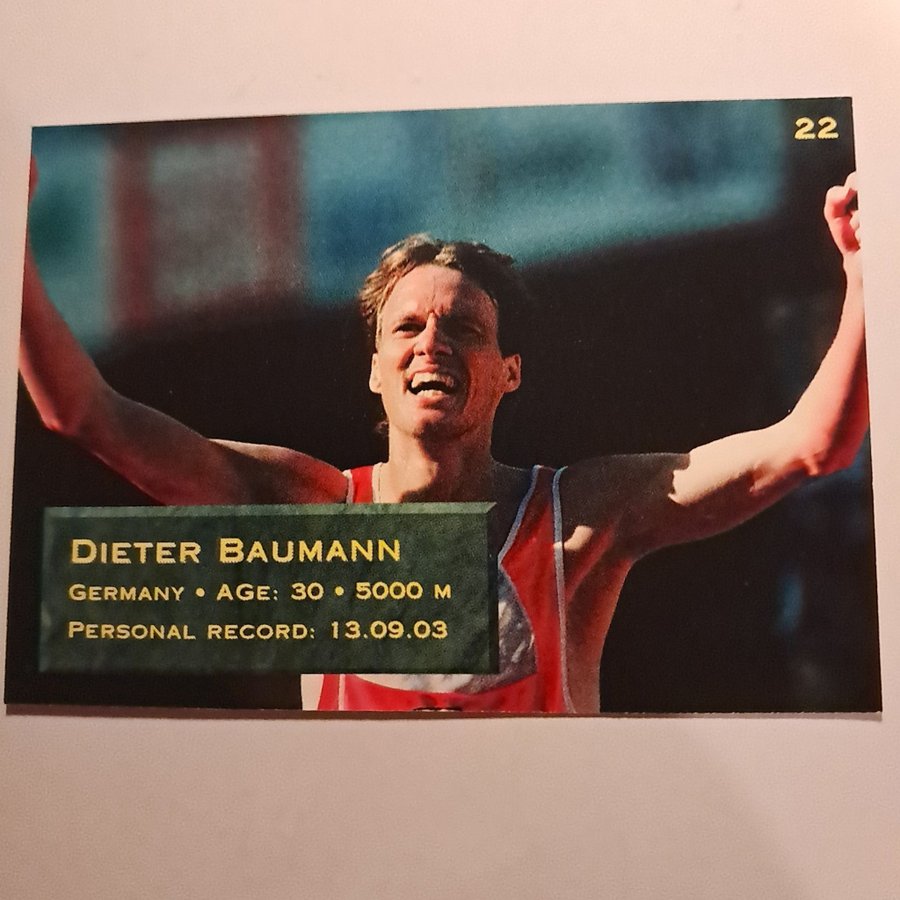 22
DIETER BAUMANN
GERMANY • AGE: 30 • 5000 M
PERSONAL RECORD: 13.09.03